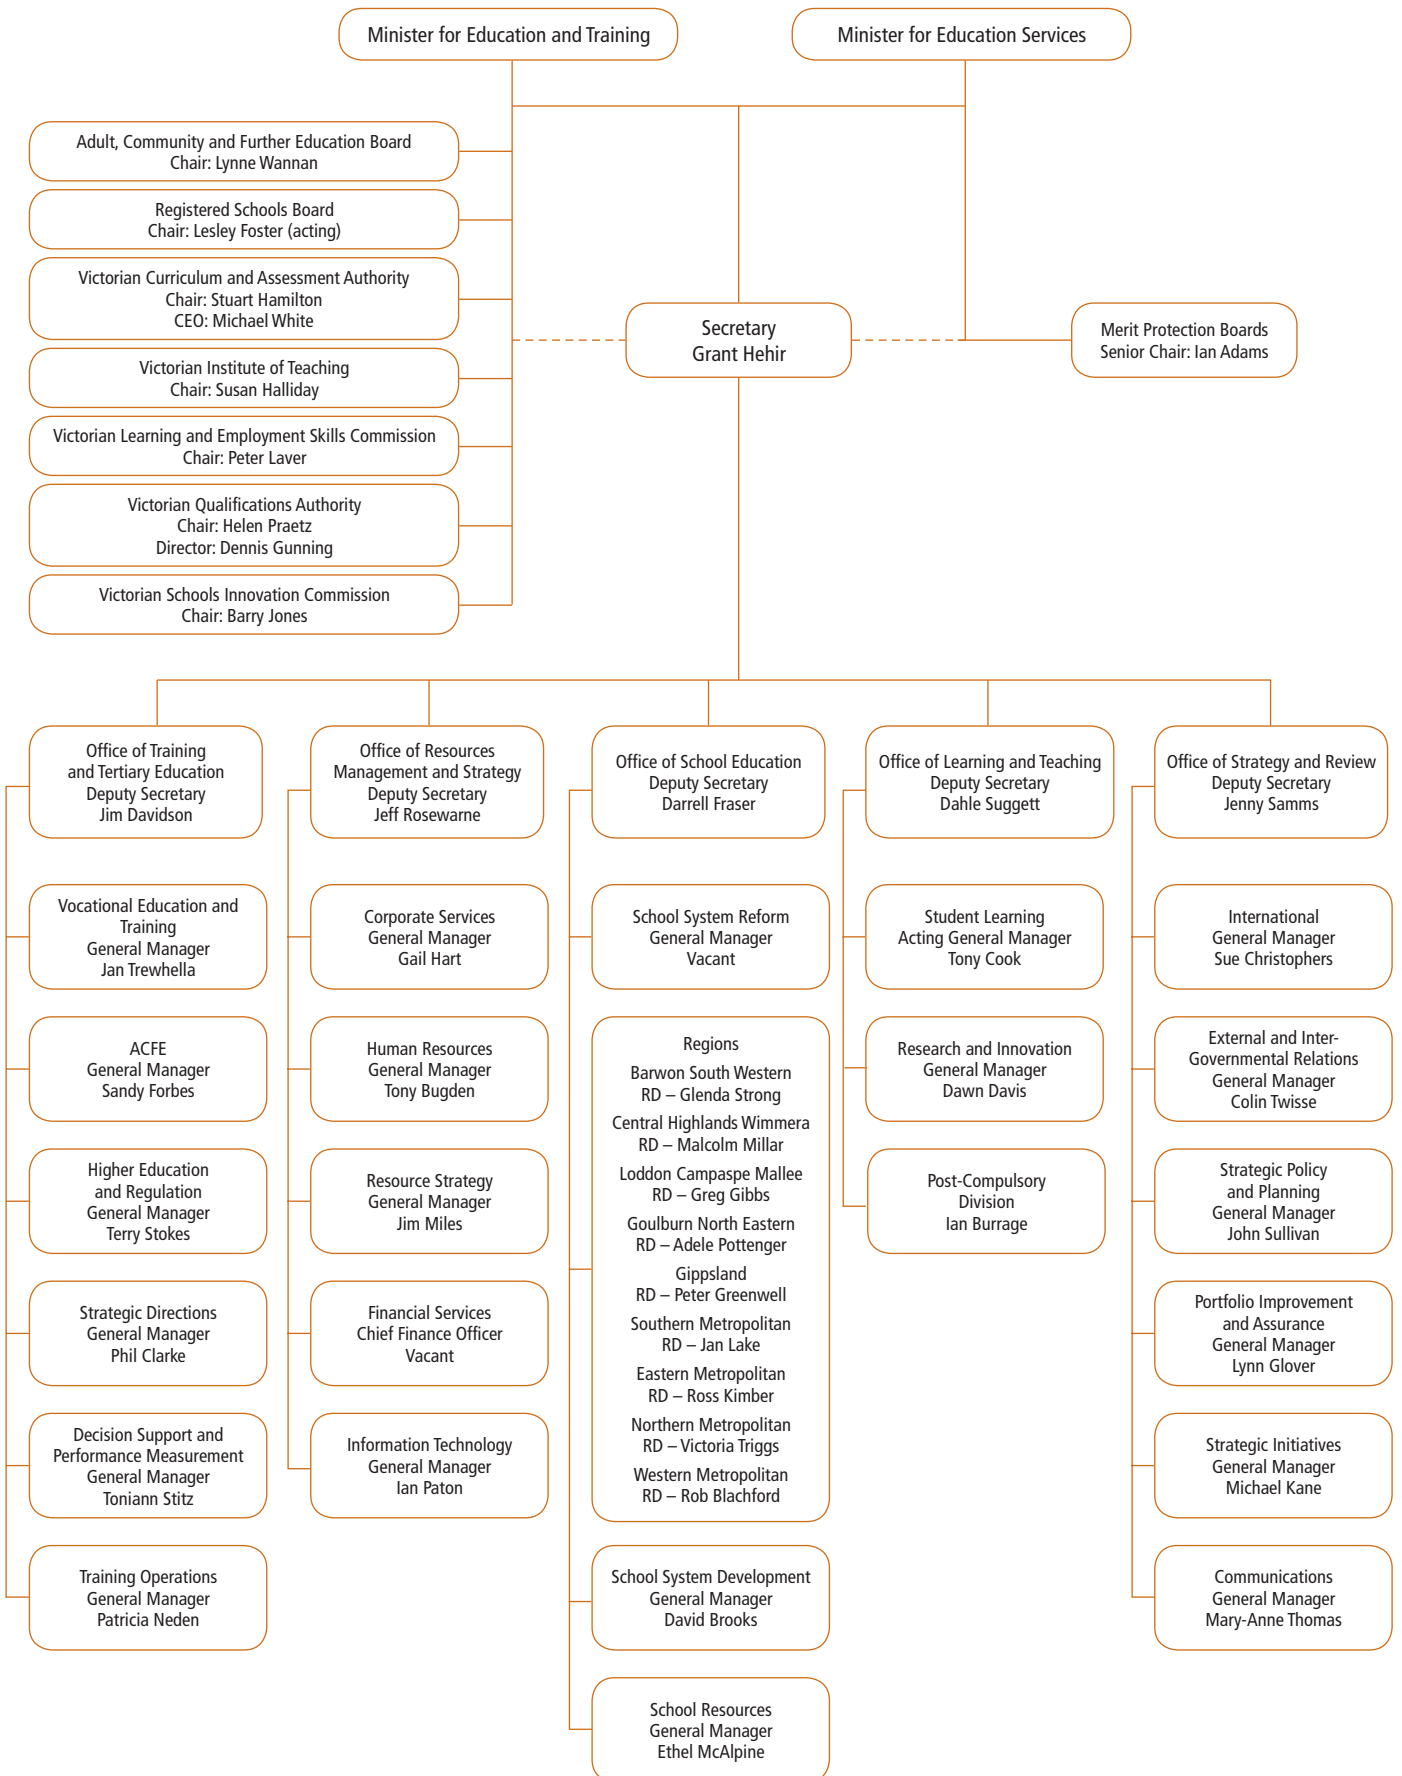 Minister for Education and Training
Minister for Education Services
Adult, Community and Further Education Board
Chair: Lynne Wannan
Registered Schools Board
Chair: Lesley Foster (acting)
Victorian Curriculum and Assessment Authority
Chair: Stuart Hamilton
CEO: Michael White
Victorian Institute of Teaching
Chair: Susan Halliday
Victorian Learning and Employment Skills Commission
Chair: Peter Laver
Victorian Qualifications Authority
Chair: Helen Praetz
Director: Dennis Gunning
Victorian Schools Innovation Commission
Chair: Barry Jones
Secretary
Grant Hehir
Merit Protection Boards
Senior Chair: Ian Adams
Office of Training
and Tertiary Education
Deputy Secretary
Jim Davidson
Vocational Education and
Training
General Manager
Jan Trewhella
ACFE
General Manager
Sandy Forbes
Higher Education
and Regulation
General Manager
Terry Stokes
Strategic Directions
General Manager
Phil Clarke
Decision Support and
Performance Measurement
General Manager
Toniann Stitz
Training Operations
General Manager
Patricia Neden
Office of Resources
Management and Strategy
Deputy Secretary
Jeff Rosewarne
Corporate Services
General Manager
Gail Hart
Human Resources
General Manager
Tony Bugden
Resource Strategy
General Manager
Jim Miles
Financial Services
Chief Finance Officer
Vacant
Information Technology
General Manager
Ian Paton
Office of School Education
Deputy Secretary
Darrell Fraser
School System Reform
General Manager
Vacant
Regions
Barwon South Western
RD – Glenda Strong
Central Highlands Wimmera
RD – Malcolm Millar
Loddon Campaspe Mallee
RD – Greg Gibbs
Goulburn North Eastern
RD – Adele Pottenger
Gippsland
RD – Peter Greenwell
Southern Metropolitan
RD – Jan Lake
Eastern Metropolitan
RD – Ross Kimber
Northern Metropolitan
RD – Victoria Triggs
Western Metropolitan
RD – Rob Blachford
School System Development
General Manager
David Brooks
School Resources
General Manager
Ethel McAlpine
Office of Learning and Teaching
Deputy Secretary
Dahle Suggett
Student Learning
Acting General Manager
Tony Cook
Research and Innovation
General Manager
Dawn Davis
Post-Compulsory
Division
Ian Burrage
Office of Strategy and Review
Deputy Secretary
Jenny Samms
International
General Manager
Sue Christophers
External and Inter-
Governmental Relations
General Manager
Colin Twisse
Strategic Policy
and Planning
General Manager
John Sullivan
Portfolio Improvement
and Assurance
General Manager
Lynn Glover
Strategic Initiatives
General Manager
Michael Kane
Communications
General Manager
Mary-Anne Thomas